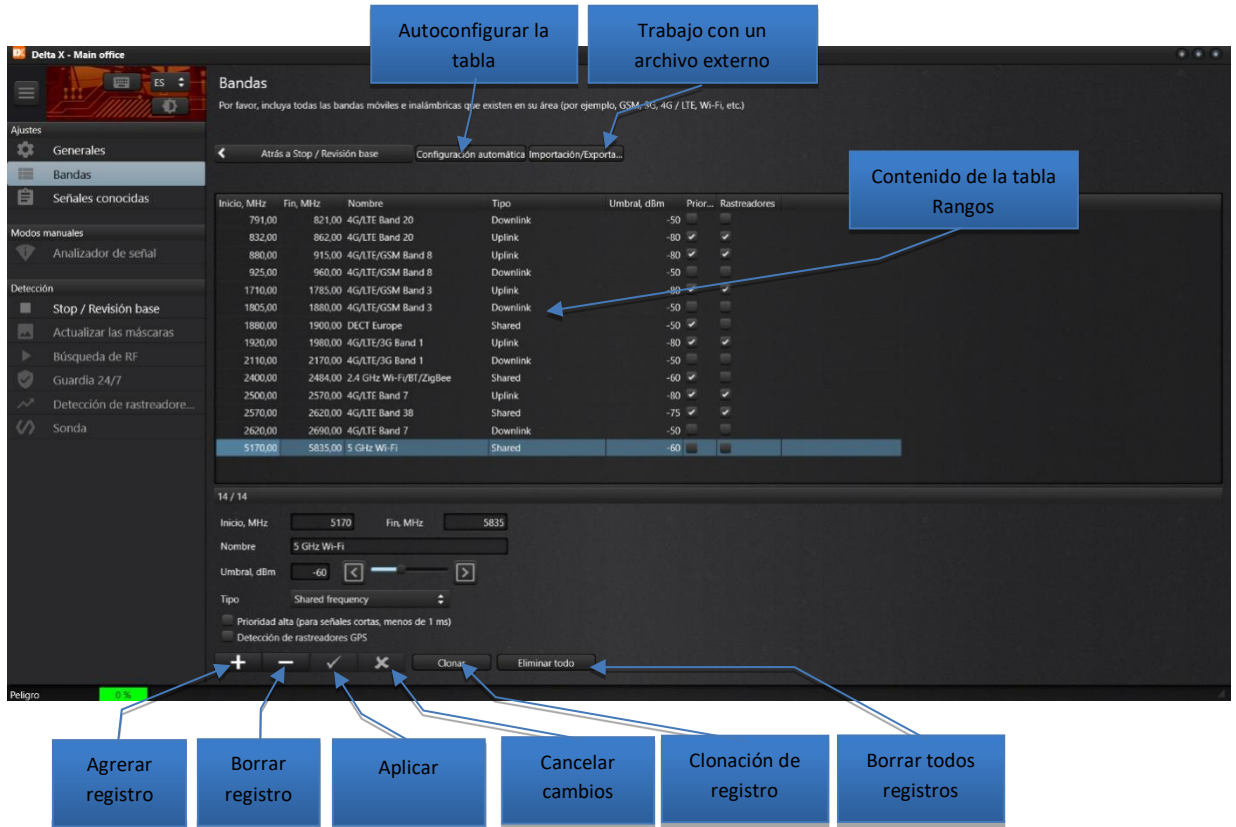 Autoconfigurar la
tabla
Trabajo con un
archivo externo
Delta X - Main office
ES
Bandas
Por favor, incluya todas las bandas móviles e inalámbricas que existen en su área (por ejemplo, GSM, 3G, 4G / LTE, Wi-Fi, etc.)
Ajustes
Generales
Bandas
Señales conocidas
Modos manuales
Analizador de señal
Detección
Stop / Revisión base
Actualizar las máscaras
Búsqueda de RF
Guardia 24/7
Detección de rastreadore...
Sonda
Atrás a Stop / Revisión base
Configuración automática
Importación/Exporta...
Contenido de la tabla
Rangos
Inicio, MHz Fin, MHz Nombre Tipo Umbral, dBm Prior... Rastreadores
791,00 821,00 4G/LTE Band 20 Downlink -50
832,00 862,00 4G/LTE Band 20 Uplink -80
880,00 915,00 4G/LTE/GSM Band 8 Uplink -80
925,00 960,00 4G/LTE/GSM Band 8 Downlink -50
1710,00 1785,00 4G/LTE/GSM Band 3 Uplink -80
1805,00 1880,00 4G/LTE/GSM Band 3 Downlink -50
1880,00 1900,00 DECT Europe Shared -50
1920,00 1980,00 4G/LTE/3G Band 1 Uplink -80
2110,00 2170,00 4G/LTE/3G Band 1 Downlink -50
2400,00 2484,00 2.4 GHz Wi-Fi/BT/ZigBee Shared -60
2500,00 2570,00 4G/LTE Band 7 Uplink -80
2570,00 2620,00 4G/LTE Band 38 Shared -75
2620,00 2690,00 4G/LTE Band 7 Downlink -50
5170,00 5835,00 5 GHz Wi-Fi Shared -60
14 / 14
Inicio, MHz 5170 Fin, MHz 5835
Nombre 5 GHz Wi-Fi
Umbral, dBm -60
Tipo Shared frequency
Prioridad alta (para señales cortas, menos de 1 ms)
Detección de rastreadores GPS
Clonar
Eliminar todo
Peligro 0 %
Agrerar
registro
Borrar
registro
Aplicar
Cancelar
cambios
Clonación de
registro
Borrar todos
registros